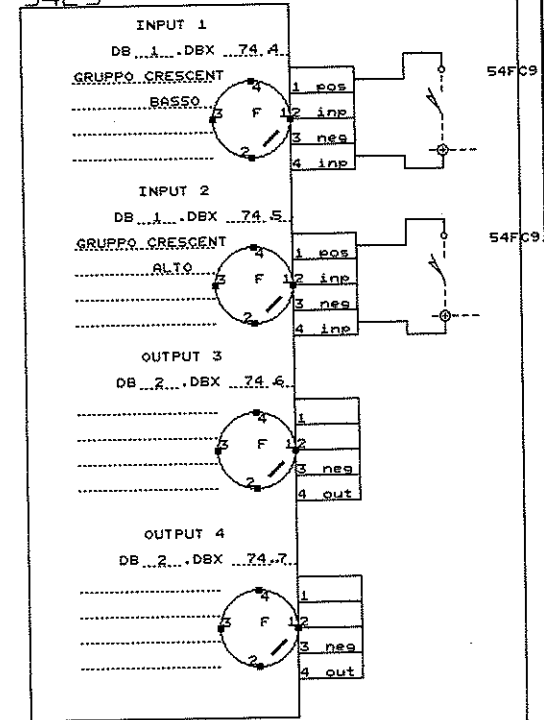 INPUT 1
DB 1 .DBX 74.4
GRUPPO CRESCENT
BASSO
4
3 F 1
2
1 pos
2 inp
3 neg
4 inp
54FC9
INPUT 2
DB 1 .DBX 74.5
GRUPPO CRESCENT
ALTO
4
3 F 1
2
1 pos
2 inp
3 neg
4 inp
54FC9
OUTPUT 3
DB 2 .DBX 74.6
4
3 F 1
2
1
2
3 neg
4 out
OUTPUT 4
DB 2 .DBX 74.7
4
3 F 1
2
1
2
3 neg
4 out